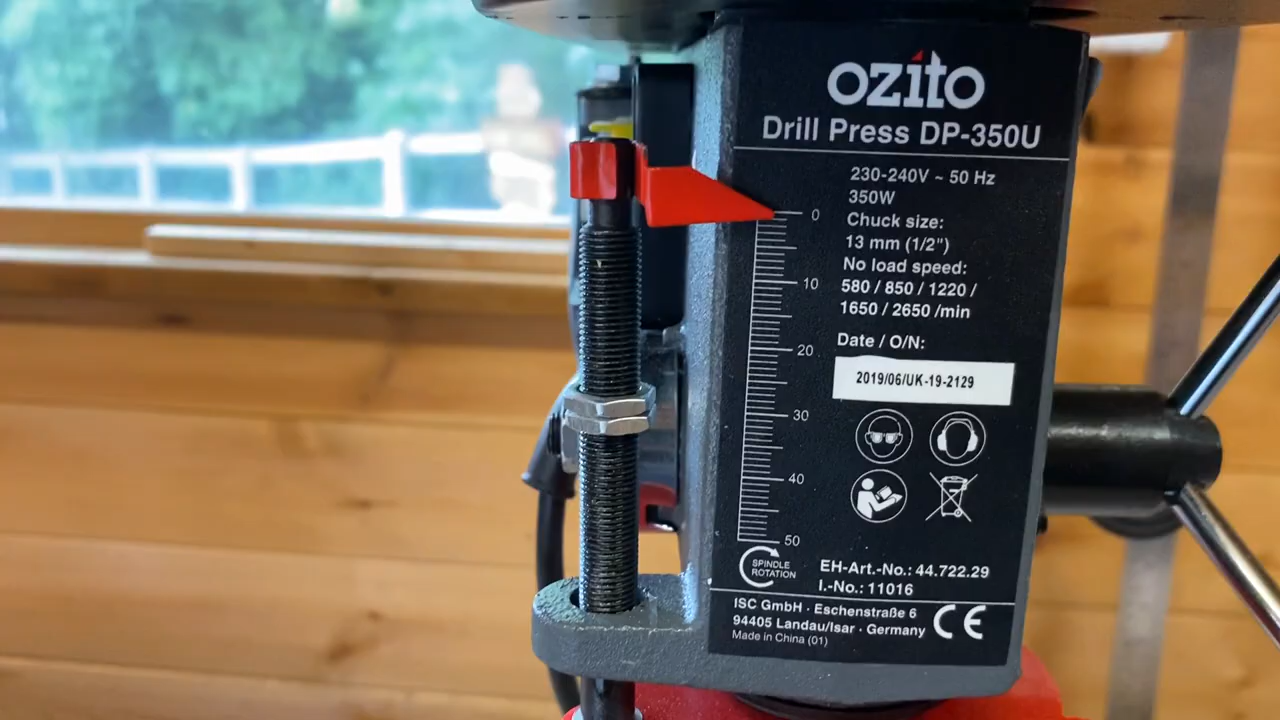 ozito
Drill Press DP-350U
230-240V ~ 50 Hz
350W
Chuck size:
13 mm (1/2")
No load speed:
580 / 850 / 1220 /
1650 / 2650 /min
Date / O/N:
2019/06/UK-19-2129
0
10
20
30
40
50
SPINDLE
ROTATION
EH-Art.-No.: 44.722.29
I.-No.: 11016
ISC GmbH · Eschenstraße 6
94405 Landau/Isar · Germany
Made in China (01)
CE